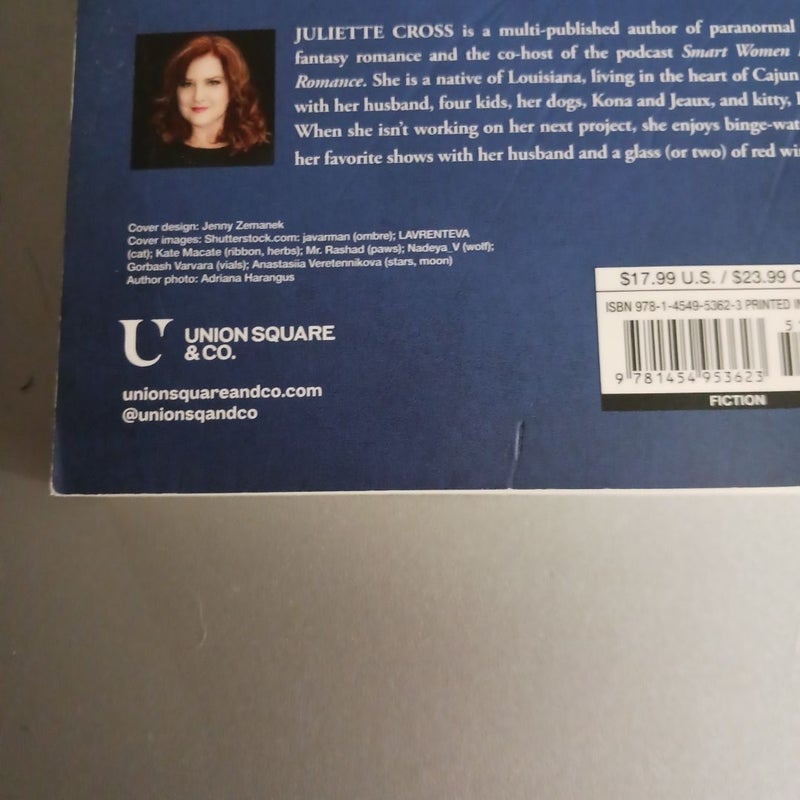 JULIETTE CROSS is a multi-published author of paranormal
fantasy romance and the co-host of the podcast Smart Women
Romance. She is a native of Louisiana, living in the heart of Cajun
with her husband, four kids, her dogs, Kona and Jeaux, and kitty,
When she isn't working on her next project, she enjoys binge-wat
her favorite shows with her husband and a glass (or two) of red wi
Cover design: Jenny Zemanek
Cover images: Shutterstock.com: javarman (ombre); LAVRENTEVA
(cat); Kate Macate (ribbon, herbs); Mr. Rashad (paws); Nadeya_V (wolf);
Gorbash Varvara (vials); Anastasiia Veretennikova (stars, moon)
Author photo: Adriana Harangus
U
UNION SQUARE
& CO.
unionsquareandco.com
@unionsqandco
$17.99 U.S. / $23.99 C
ISBN 978-1-4549-5362-3 PRINTED IN
5
9 781454 953623
FICTION